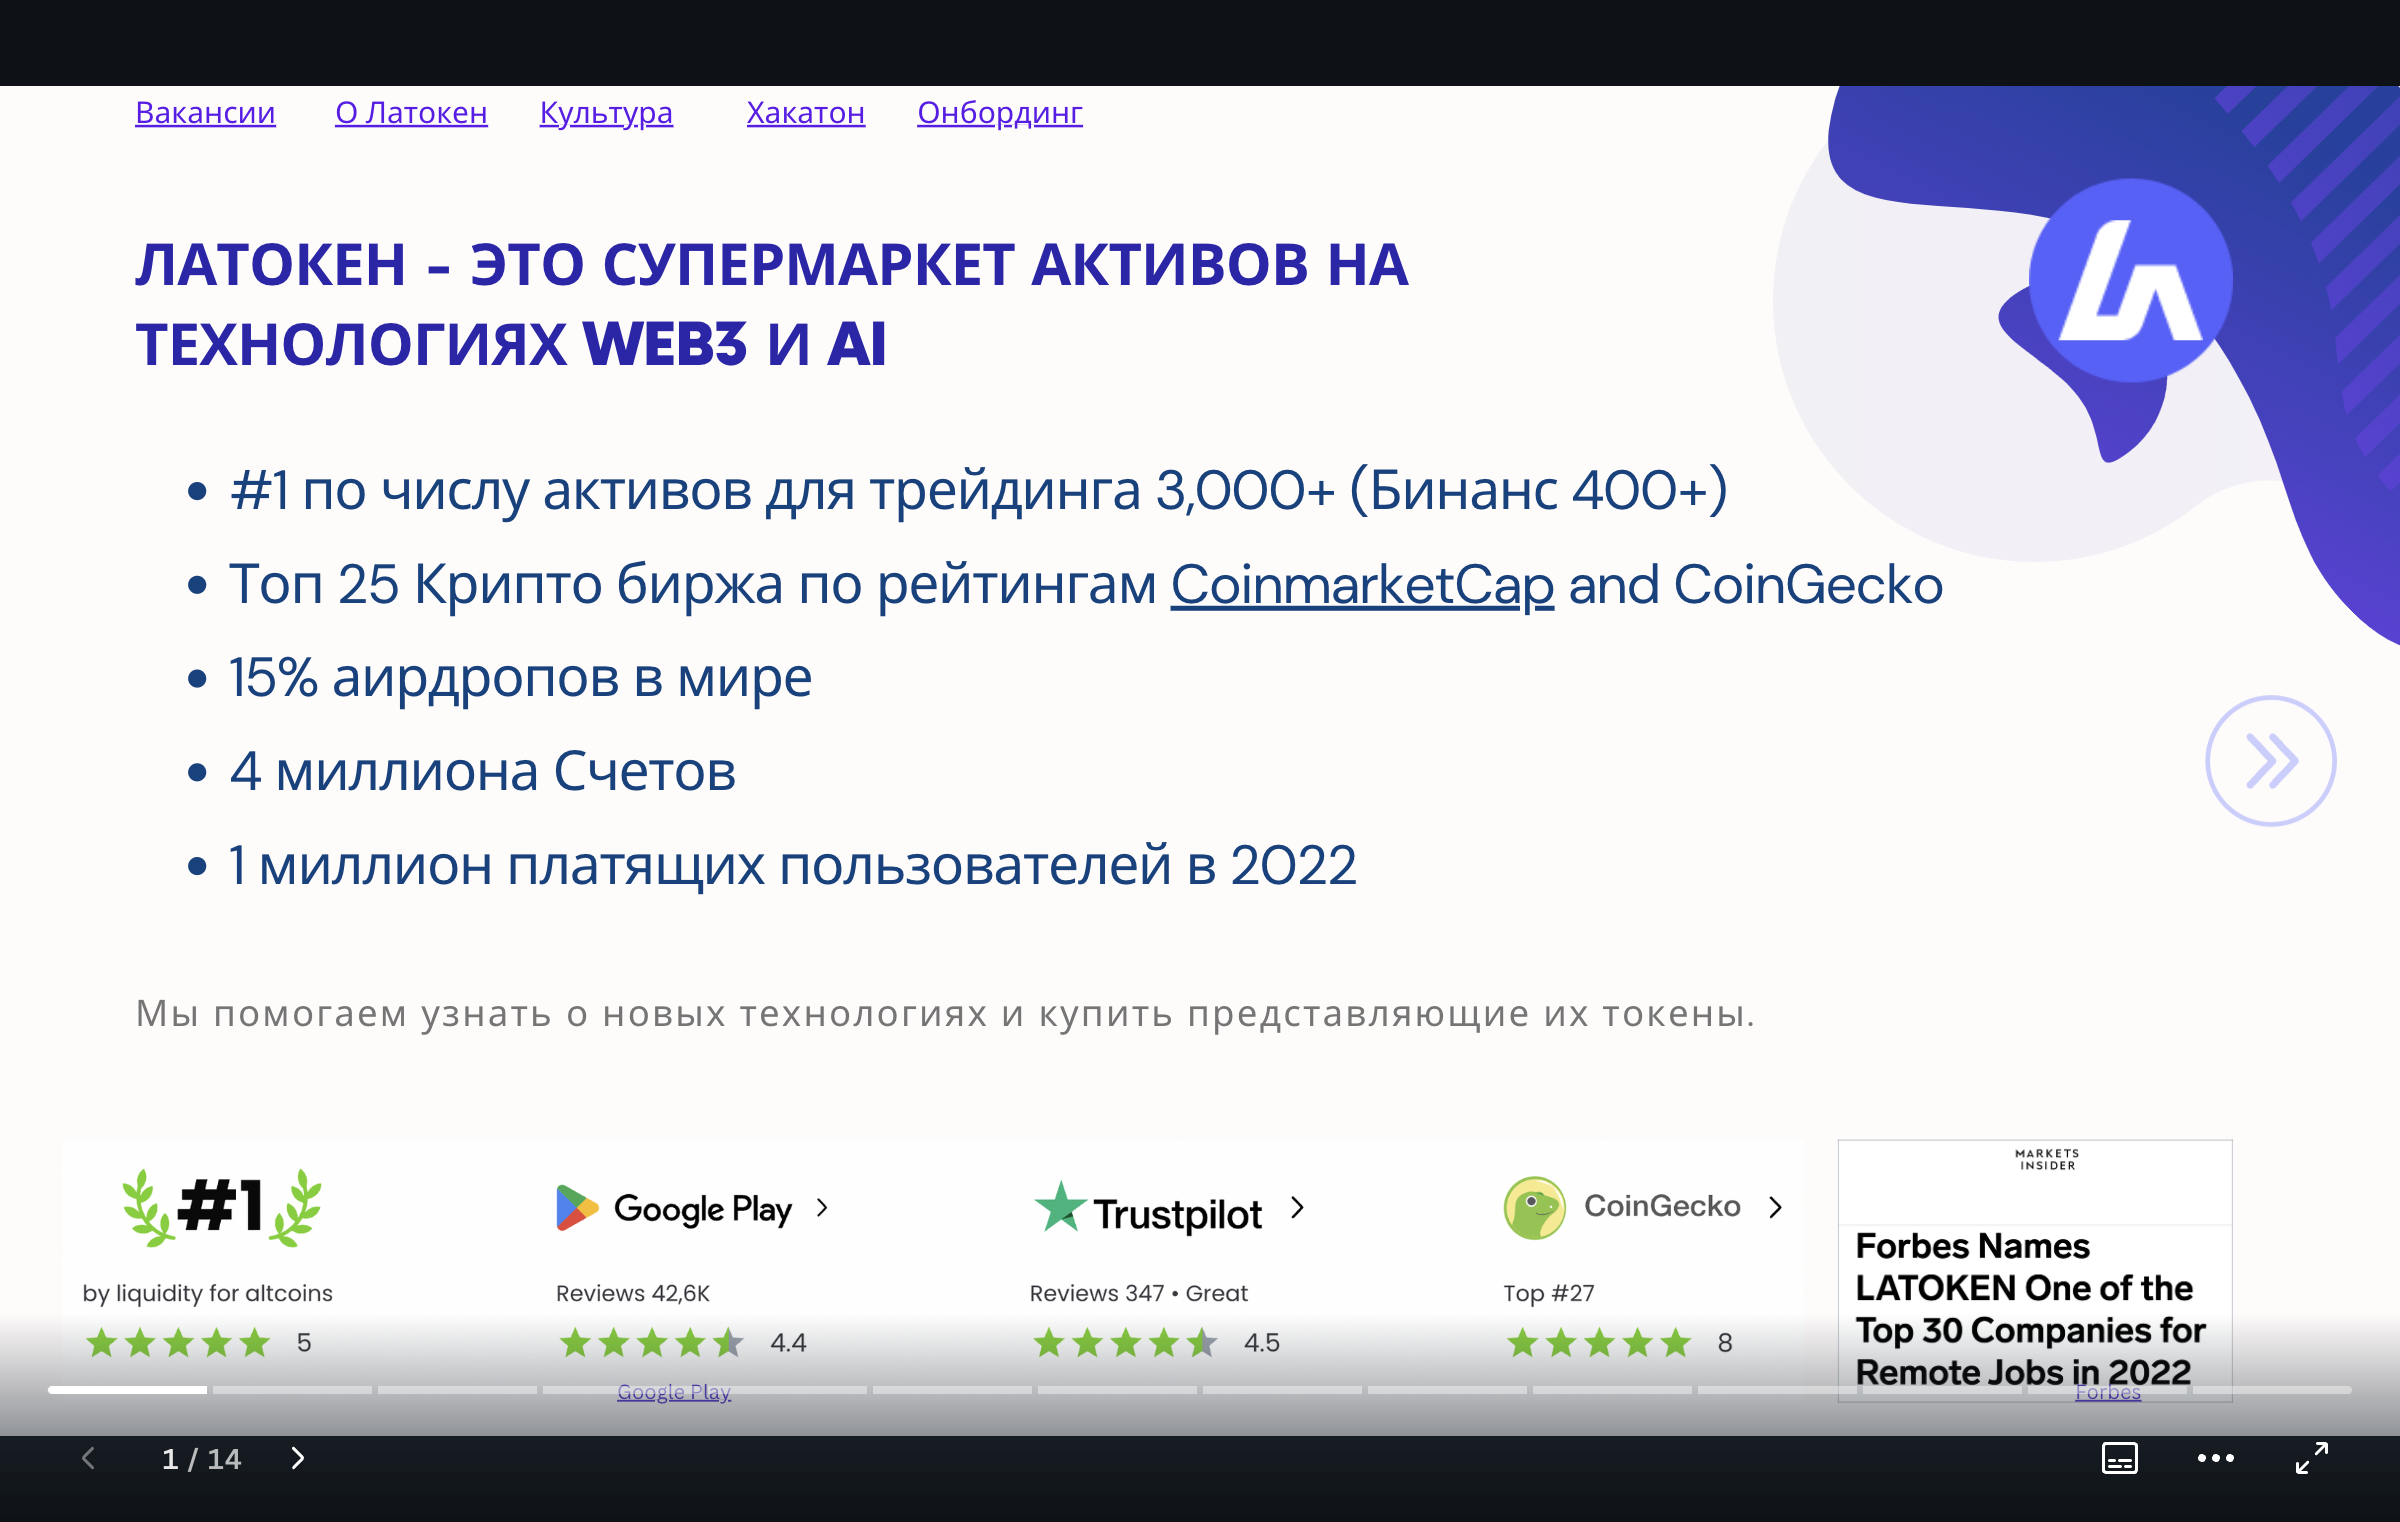 Вакансии О Латокен Культура Хакатон Онбординг
ЛАТОКЕН - ЭТО СУПЕРМАРКЕТ АКТИВОВ НА
ТЕХНОЛОГИЯХ WEB3 И AI
• #1 по числу активов для трейдинга 3,000+ (Бинанс 400+)
• Топ 25 Крипто биржа по рейтингам CoinmarketCap and CoinGecko
• 15% аирдропов в мире
• 4 миллиона Счетов
• 1 миллион платящих пользователей в 2022
Мы помогаем узнать о новых технологиях и купить представляющие их токены.
#1
by liquidity for altcoins
5
Google Play
Reviews 42,6K
4.4
Google Play
Trustpilot
Reviews 347 • Great
4.5
CoinGecko
Top #27
8
MARKETS
INSIDER
Forbes Names
LATOKEN One of the
Top 30 Companies for
Remote Jobs in 2022
Forbes
1 / 14